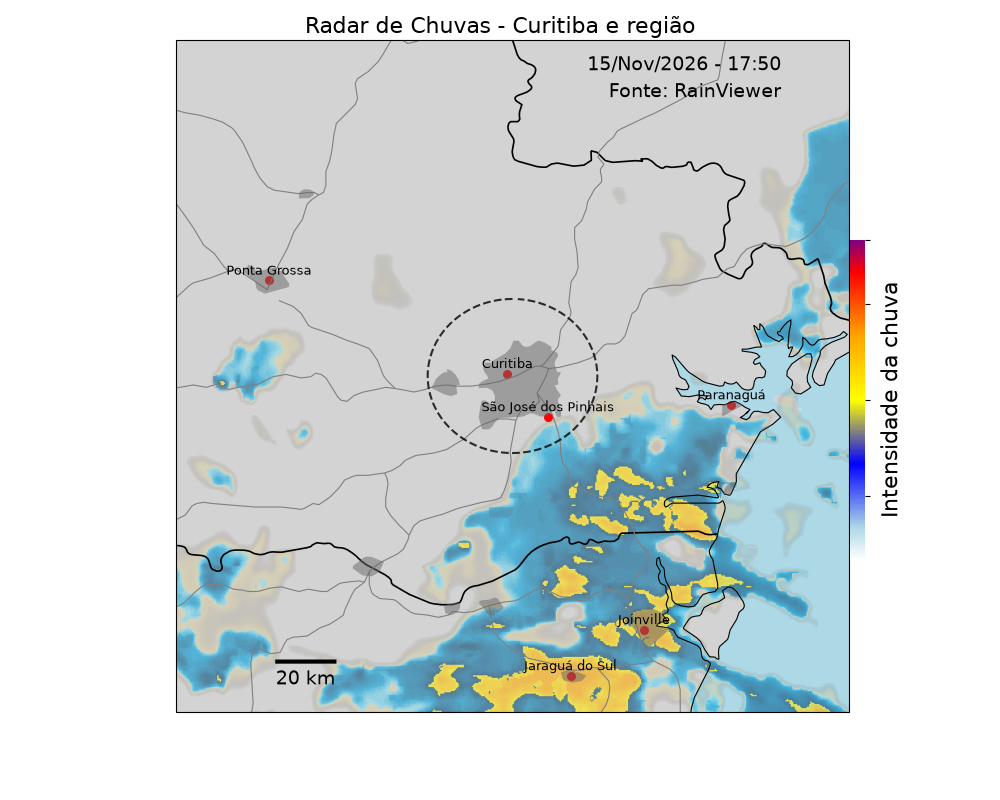 Radar de Chuvas - Curitiba e região
15/Nov/2026 - 17:50
Fonte: RainViewer
Ponta Grossa
Curitiba
Paranaguá
São José dos Pinhais
Intensidade da chuva
Joinville
Jaraguá do Sul
20 km